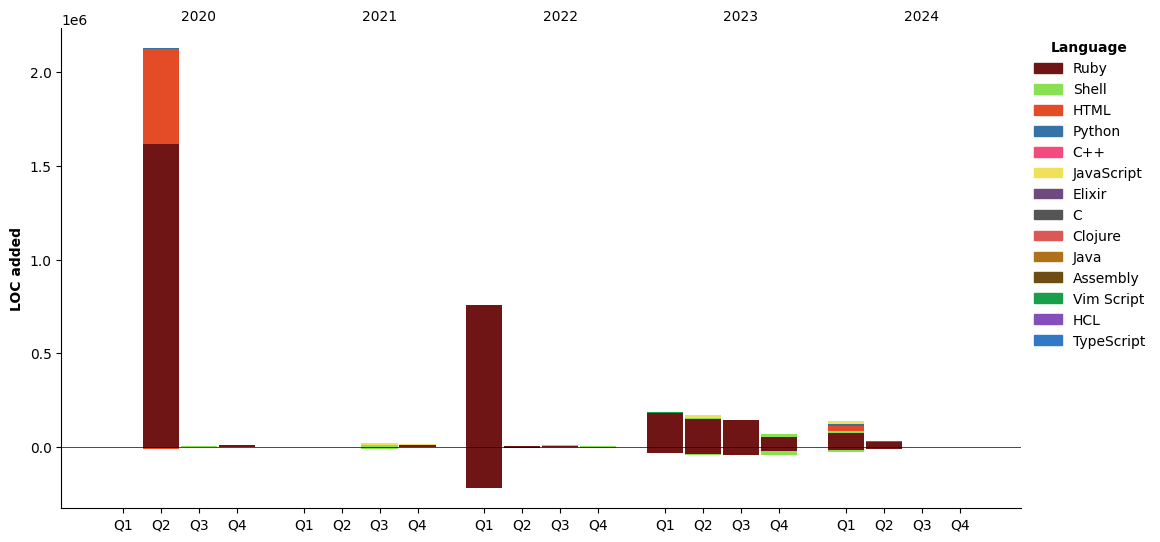 1e6
2020 2021 2022 2023 2024
LOC added
2.0
1.5
1.0
0.5
0.0
Q1 Q2 Q3 Q4 Q1 Q2 Q3 Q4 Q1 Q2 Q3 Q4 Q1 Q2 Q3 Q4 Q1 Q2 Q3 Q4
Language
Ruby
Shell
HTML
Python
C++
JavaScript
Elixir
C
Clojure
Java
Assembly
Vim Script
HCL
TypeScript